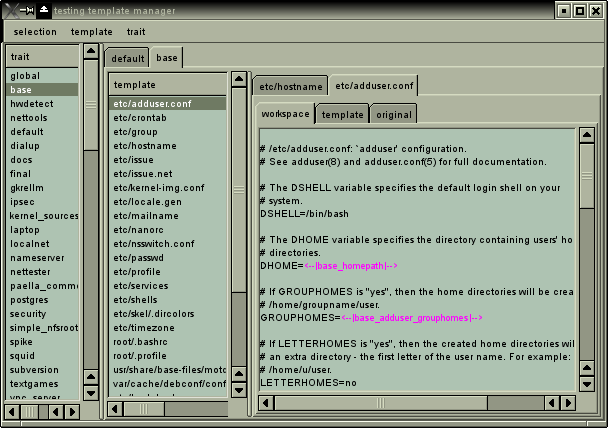 testing template manager
selection template trait
trait
global
base
hwdetect
nettools
default
dialup
docs
final
gkrellm
ipsec
kernel_sources
laptop
localnet
nameserver
nettester
paella_comm
postgres
security
simple_nfsroot
spike
squid
subversion
textgames
vnc_server
default base
template
etc/adduser.conf
etc/crontab
etc/group
etc/hostname
etc/issue
etc/issue.net
etc/kernel-img.conf
etc/locale.gen
etc/mailname
etc/nanorc
etc/nsswitch.conf
etc/passwd
etc/profile
etc/services
etc/shells
etc/skel/.dircolors
etc/timezone
root/.bashrc
root/.profile
usr/share/base-files/motd
var/cache/debconf/conf
etc/hostname etc/adduser.conf
workspace template original
# /etc/adduser.conf: `adduser' configuration.
# See adduser(8) and adduser.conf(5) for full documentation.
# The DSHELL variable specifies the default login shell on your
# system.
DSHELL=/bin/bash
# The DHOME variable specifies the directory containing users' ho
# directories.
DHOME=<--|base_homepath|-->
# If GROUPHOMES is "yes", then the home directories will be crea
# /home/groupname/user.
GROUPHOMES=<--|base_adduser_grouphomes|-->
# If LETTERHOMES is "yes", then the created home directories will
# an extra directory - the first letter of the user name. For example:
# /home/u/user.
LETTERHOMES=no